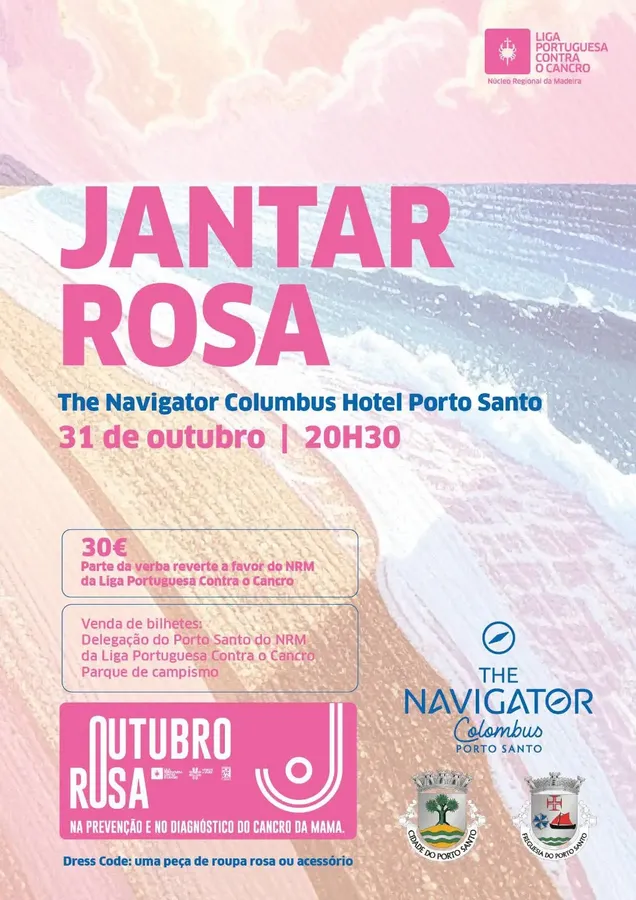 LIGA
PORTUGUESA
CONTRA
O CANCRO
Núcleo Regional da Madeira
JANTAR
ROSA
The Navigator Columbus Hotel Porto Santo
31 de outubro | 20H30
30€
Parte da verba reverte a favor do NRM
da Liga Portuguesa Contra o Cancro
Venda de bilhetes:
Delegação do Porto Santo do NRM
da Liga Portuguesa Contra o Cancro
Parque de campismo
OUTUBRO
ROSA
NA PREVENÇÃO E NO DIAGNÓSTICO DO CANCRO DA MAMA.
Dress Code: uma peça de roupa rosa ou acessório
THE
NAVIGATOR
Colombus
PORTO SANTO
CIDADE DO PORTO SANTO
FREGUESIA DO PORTO SANTO